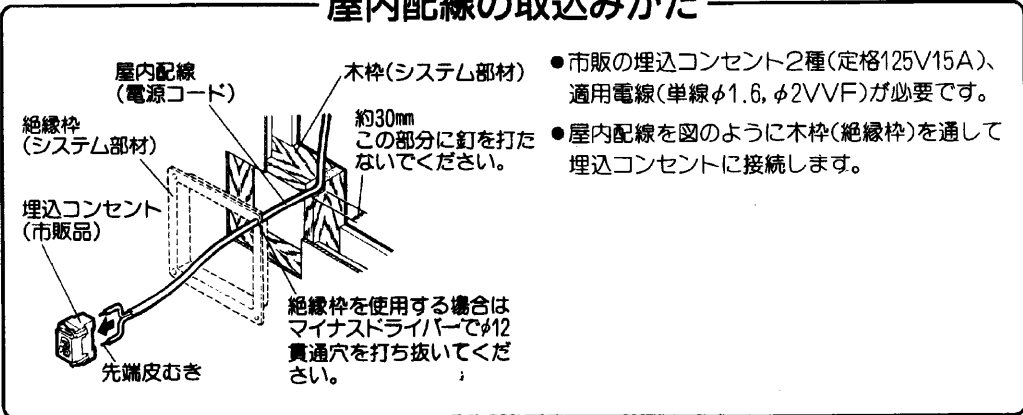 屋内配線の取込みかた
屋内配線
(電源コード)
木枠(システム部材)
絶縁枠
(システム部材)
約30mm
この部分に釘を打た
ないでください。
埋込コンセント
(市販品)
絶縁枠を使用する場合は
マイナスドライバーでφ12
貫通穴を打ち抜いてくだ
さい。
先端皮むき
●市販の埋込コンセント2種(定格125V15A)、
適用電線(単線φ1.6,φ2VVF)が必要です。
●屋内配線を図のように木枠(絶縁枠)を通して
埋込コンセントに接続します。